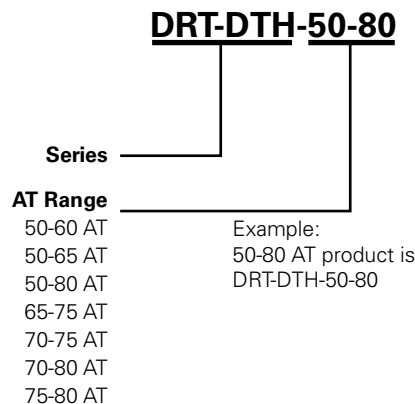 DRT-DTH-50-80
Series
AT Range
50-60 AT
50-65 AT
50-80 AT
65-75 AT
70-75 AT
70-80 AT
75-80 AT
Example:
50-80 AT product is
DRT-DTH-50-80